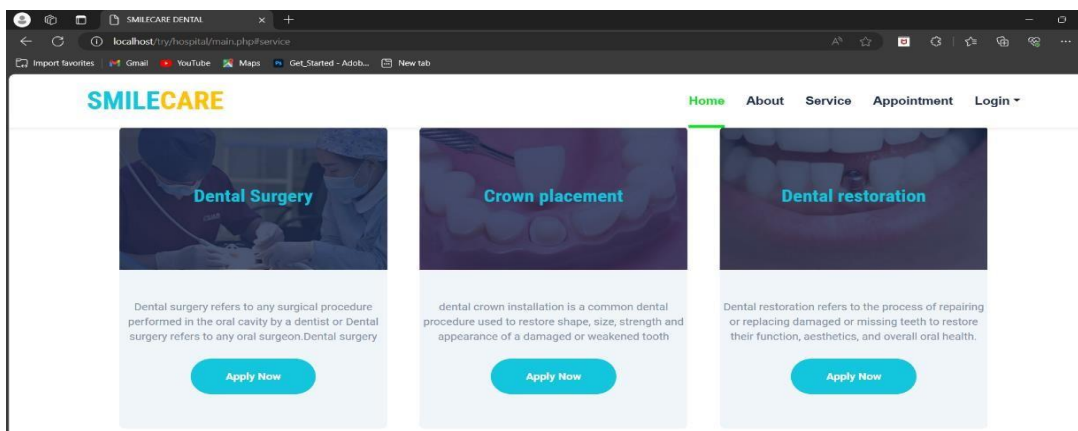 SMILECARE DENTAL
localhost/try/hospital/main.php#service
Import favorites Gmail YouTube Maps Get_Started - Adob... New tab
SMILECARE
Home About Service Appointment Login
Dental Surgery
Crown placement
Dental restoration
Dental surgery refers to any surgical procedure
performed in the oral cavity by a dentist or Dental
surgery refers to any oral surgeon.Dental surgery
Apply Now
dental crown installation is a common dental
procedure used to restore shape, size, strength and
appearance of a damaged or weakened tooth
Apply Now
Dental restoration refers to the process of repairing
or replacing damaged or missing teeth to restore
their function, aesthetics, and overall oral health.
Apply Now